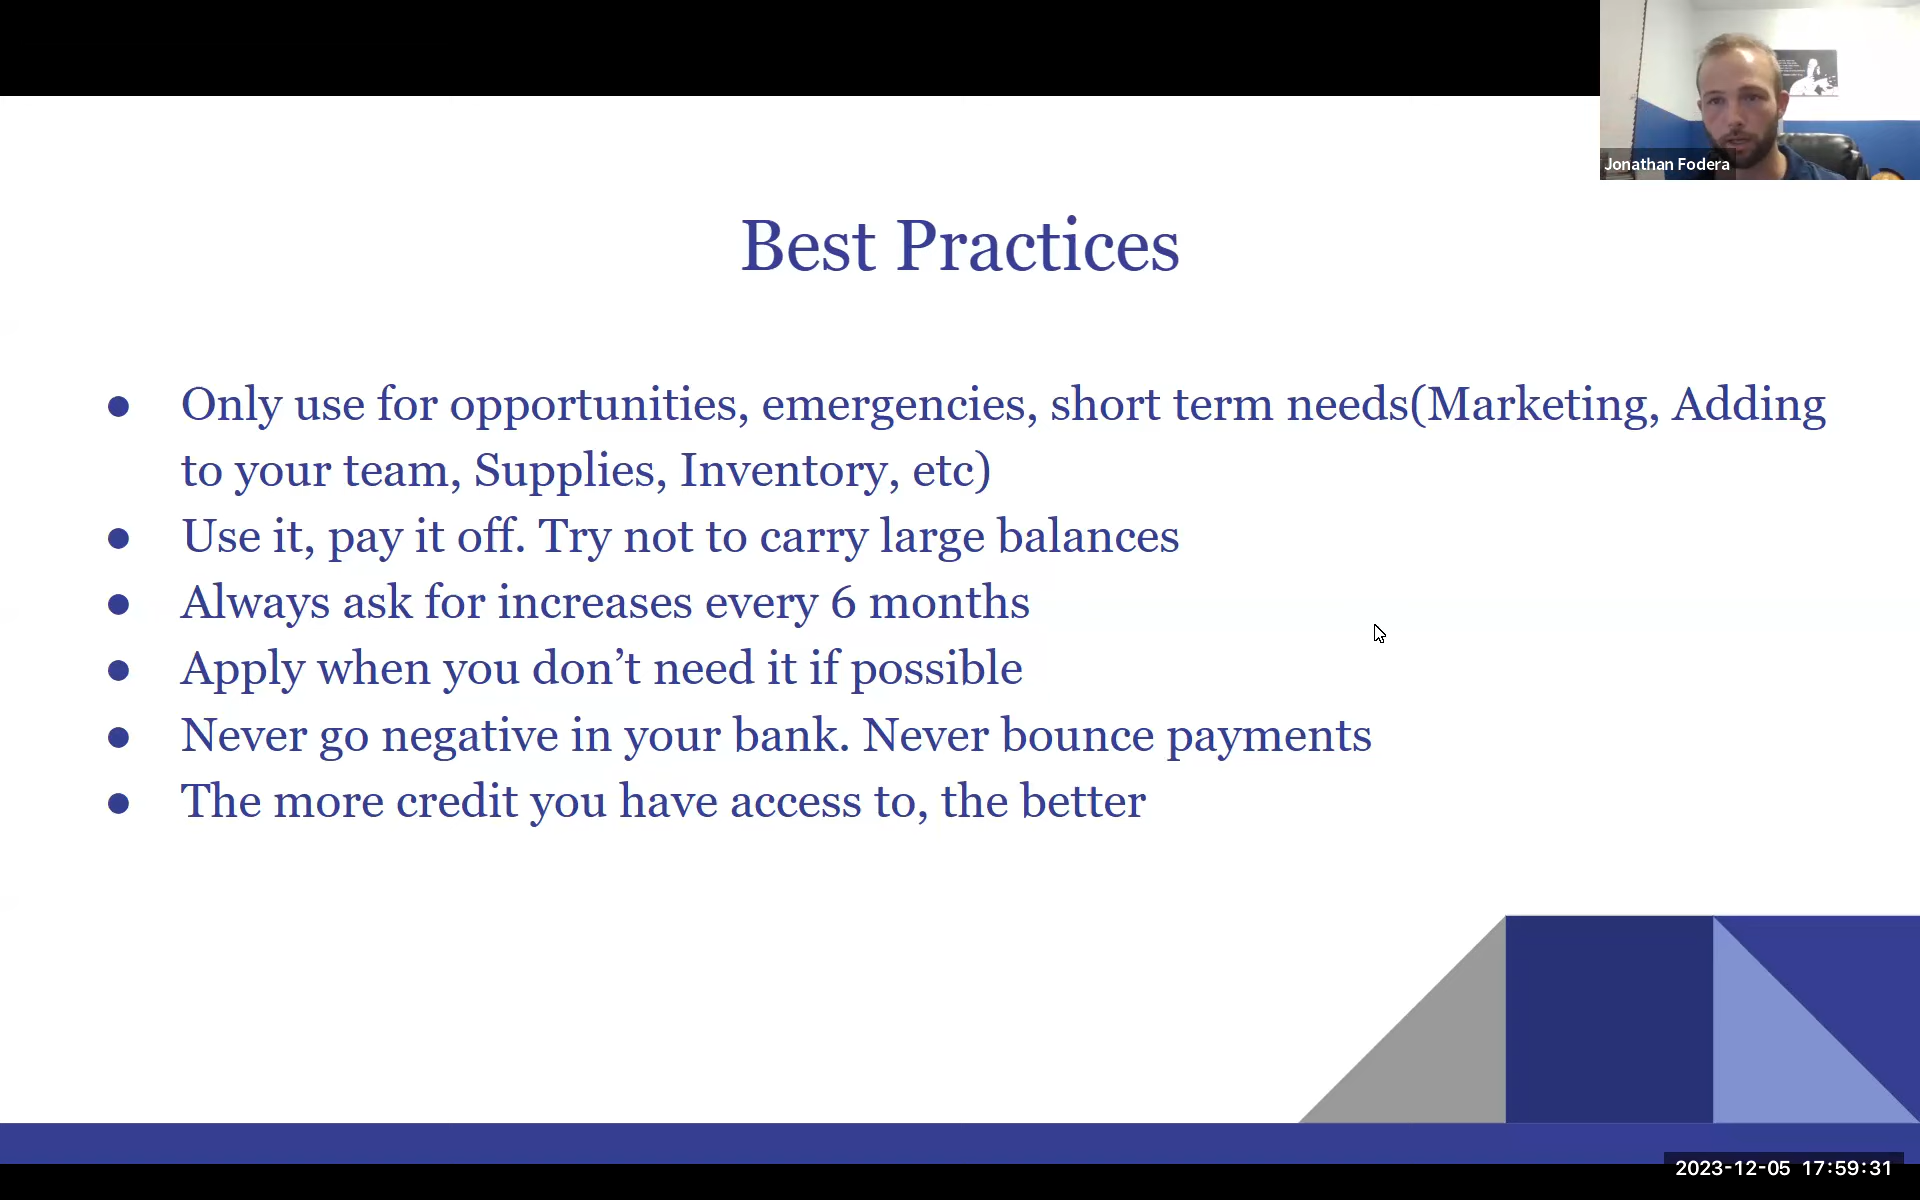 Jonathan Fodera
Best Practices
● Only use for opportunities, emergencies, short term needs(Marketing, Adding
to your team, Supplies, Inventory, etc)
● Use it, pay it off. Try not to carry large balances
● Always ask for increases every 6 months
● Apply when you don’t need it if possible
● Never go negative in your bank. Never bounce payments
● The more credit you have access to, the better
2023-12-05 17:59:31